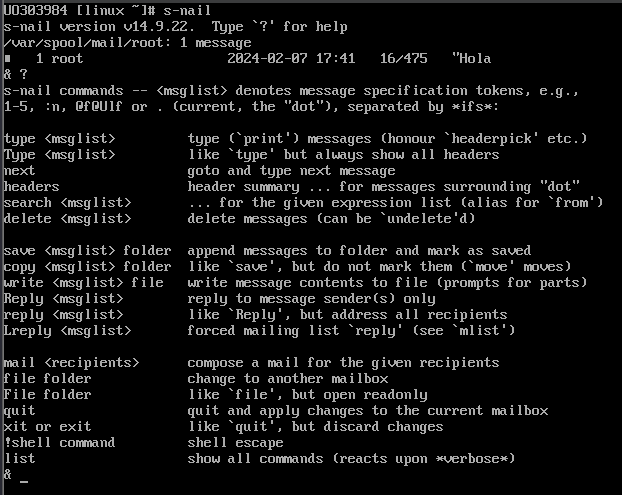 UO303984 [linux ~]# s-nail
s-nail version v14.9.22.  Type `?' for help
/var/spool/mail/root: 1 message
   1 root                  2024-02-07 17:41   16/475   "Hola
& ?
s-nail commands -- <msglist> denotes message specification tokens, e.g.,
1-5, :n, @f@Ulf or . (current, the "dot"), separated by *ifs*:

type <msglist>         type (`print') messages (honour `headerpick' etc.)
Type <msglist>         like `type' but always show all headers
next                   goto and type next message
headers                header summary ... for messages surrounding "dot"
search <msglist>       ... for the given expression list (alias for `from')
delete <msglist>       delete messages (can be `undelete'd)

save <msglist> folder  append messages to folder and mark as saved
copy <msglist> folder  like `save', but do not mark them (`move' moves)
write <msglist> file   write message contents to file (prompts for parts)
Reply <msglist>        reply to message sender(s) only
reply <msglist>        like `Reply', but address all recipients
Lreply <msglist>       forced mailing list `reply' (see `mlist')

mail <recipients>      compose a mail for the given recipients
file folder            change to another mailbox
File folder            like `file', but open readonly
quit                   quit and apply changes to the current mailbox
xit or exit            like `quit', but discard changes
!shell command         shell escape
list                   show all commands (reacts upon *verbose*)
& _